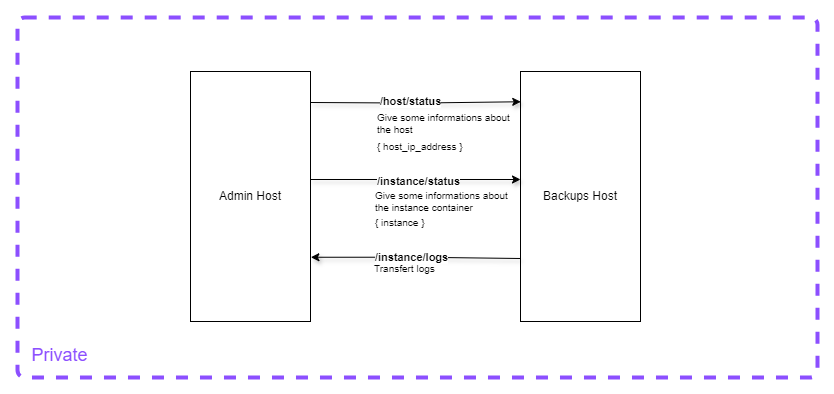 /host/status
Give some informations about
the host
{ host_ip_address }
/instance/status
Admin Host
Backups Host
Give some informations about
the instance container
{ instance }
/instance/logs
Transfert logs
Private